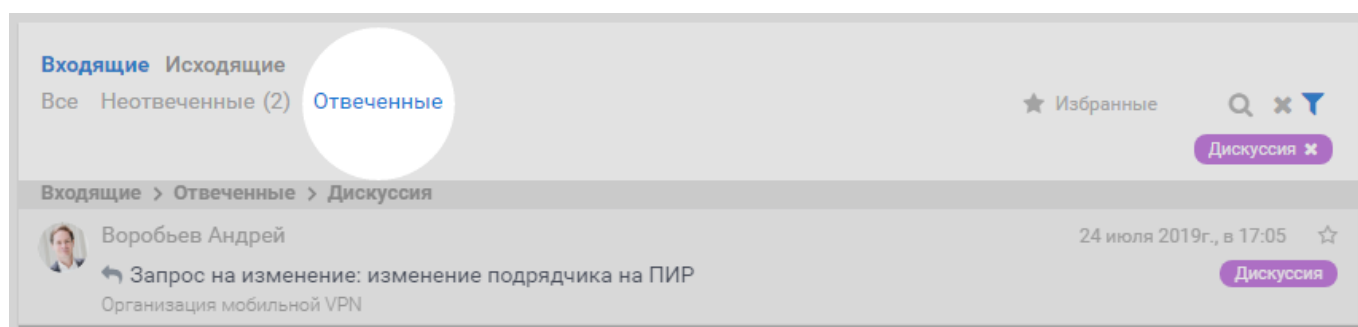 Входящие Исходящие
Все Неотвеченные (2) Отвеченные Избранные
Дискуссия
Входящие > Отвеченные > Дискуссия
Воробьев Андрей 24 июля 2019г., в 17:05
Запрос на изменение: изменение подрядчика на ПИР Дискуссия
Организация мобильной VPN